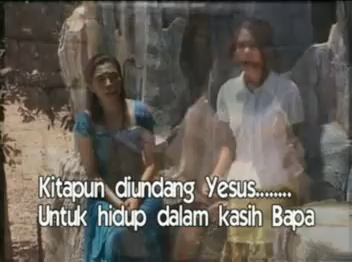 Kitapun diundang Yesus........
Untuk hidup dalam kasih Bapa